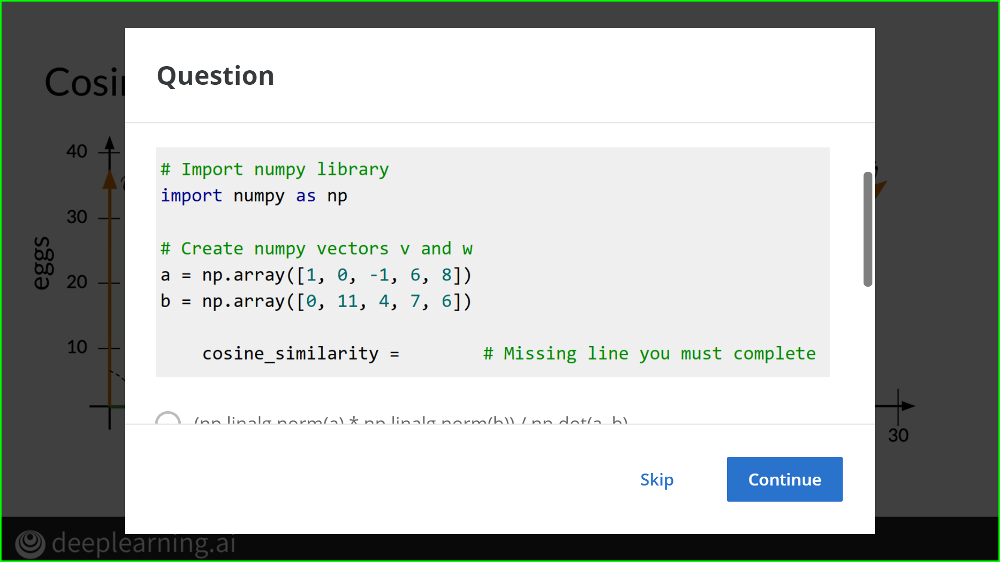 Cosi
Question
# Import numpy library
import numpy as np
# Create numpy vectors v and w
a = np.array([1, 0, -1, 6, 8])
b = np.array([0, 11, 4, 7, 6])
cosine_similarity = # Missing line you must complete
(np.linalg.norm(a) * np.linalg.norm(b)) / np.dot(a, b)
Skip
Continue
eggs
40
30
20
10
30
deeplearning.ai